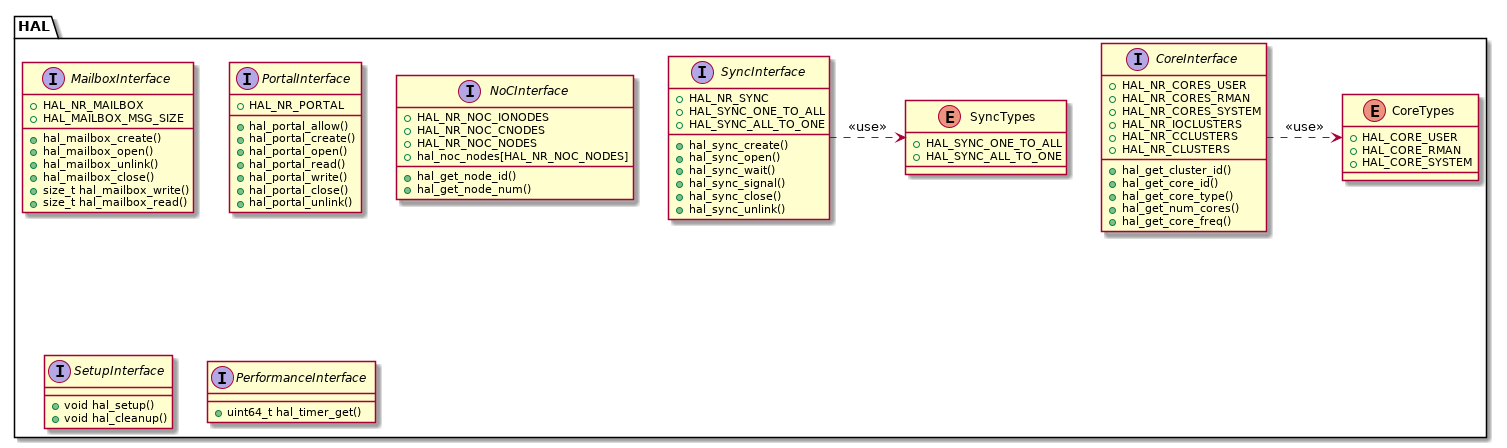 HAL
I MailboxInterface
HAL_NR_MAILBOX
HAL_MAILBOX_MSG_SIZE
hal_mailbox_create()
hal_mailbox_open()
hal_mailbox_unlink()
hal_mailbox_close()
size_t hal_mailbox_write()
size_t hal_mailbox_read()
I PortalInterface
HAL_NR_PORTAL
hal_portal_allow()
hal_portal_create()
hal_portal_open()
hal_portal_read()
hal_portal_write()
hal_portal_close()
hal_portal_unlink()
I NoCInterface
HAL_NR_NOC_IONODES
HAL_NR_NOC_CNODES
HAL_NR_NOC_NODES
hal_noc_nodes[HAL_NR_NOC_NODES]
hal_get_node_id()
hal_get_node_num()
I SyncInterface
HAL_NR_SYNC
HAL_SYNC_ONE_TO_ALL
HAL_SYNC_ALL_TO_ONE
hal_sync_create()
hal_sync_open()
hal_sync_wait()
hal_sync_signal()
hal_sync_close()
hal_sync_unlink()
«use»
E SyncTypes
HAL_SYNC_ONE_TO_ALL
HAL_SYNC_ALL_TO_ONE
I CoreInterface
HAL_NR_CORES_USER
HAL_NR_CORES_RMAN
HAL_NR_CORES_SYSTEM
HAL_NR_IOCLUSTERS
HAL_NR_CCLUSTERS
HAL_NR_CLUSTERS
hal_get_cluster_id()
hal_get_core_id()
hal_get_core_type()
hal_get_num_cores()
hal_get_core_freq()
«use»
E CoreTypes
HAL_CORE_USER
HAL_CORE_RMAN
HAL_CORE_SYSTEM
I SetupInterface
void hal_setup()
void hal_cleanup()
I PerformanceInterface
uint64_t hal_timer_get()